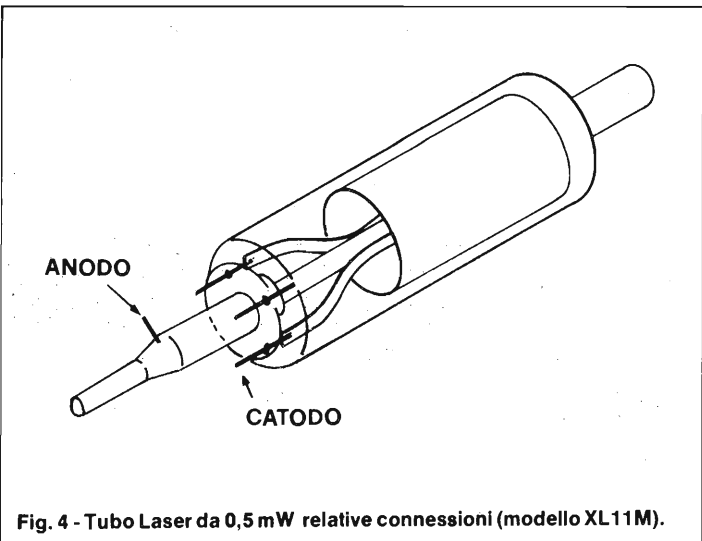 ANODO
CATODO
Fig. 4 - Tubo Laser da 0,5 mW relative connessioni (modello XL11M).